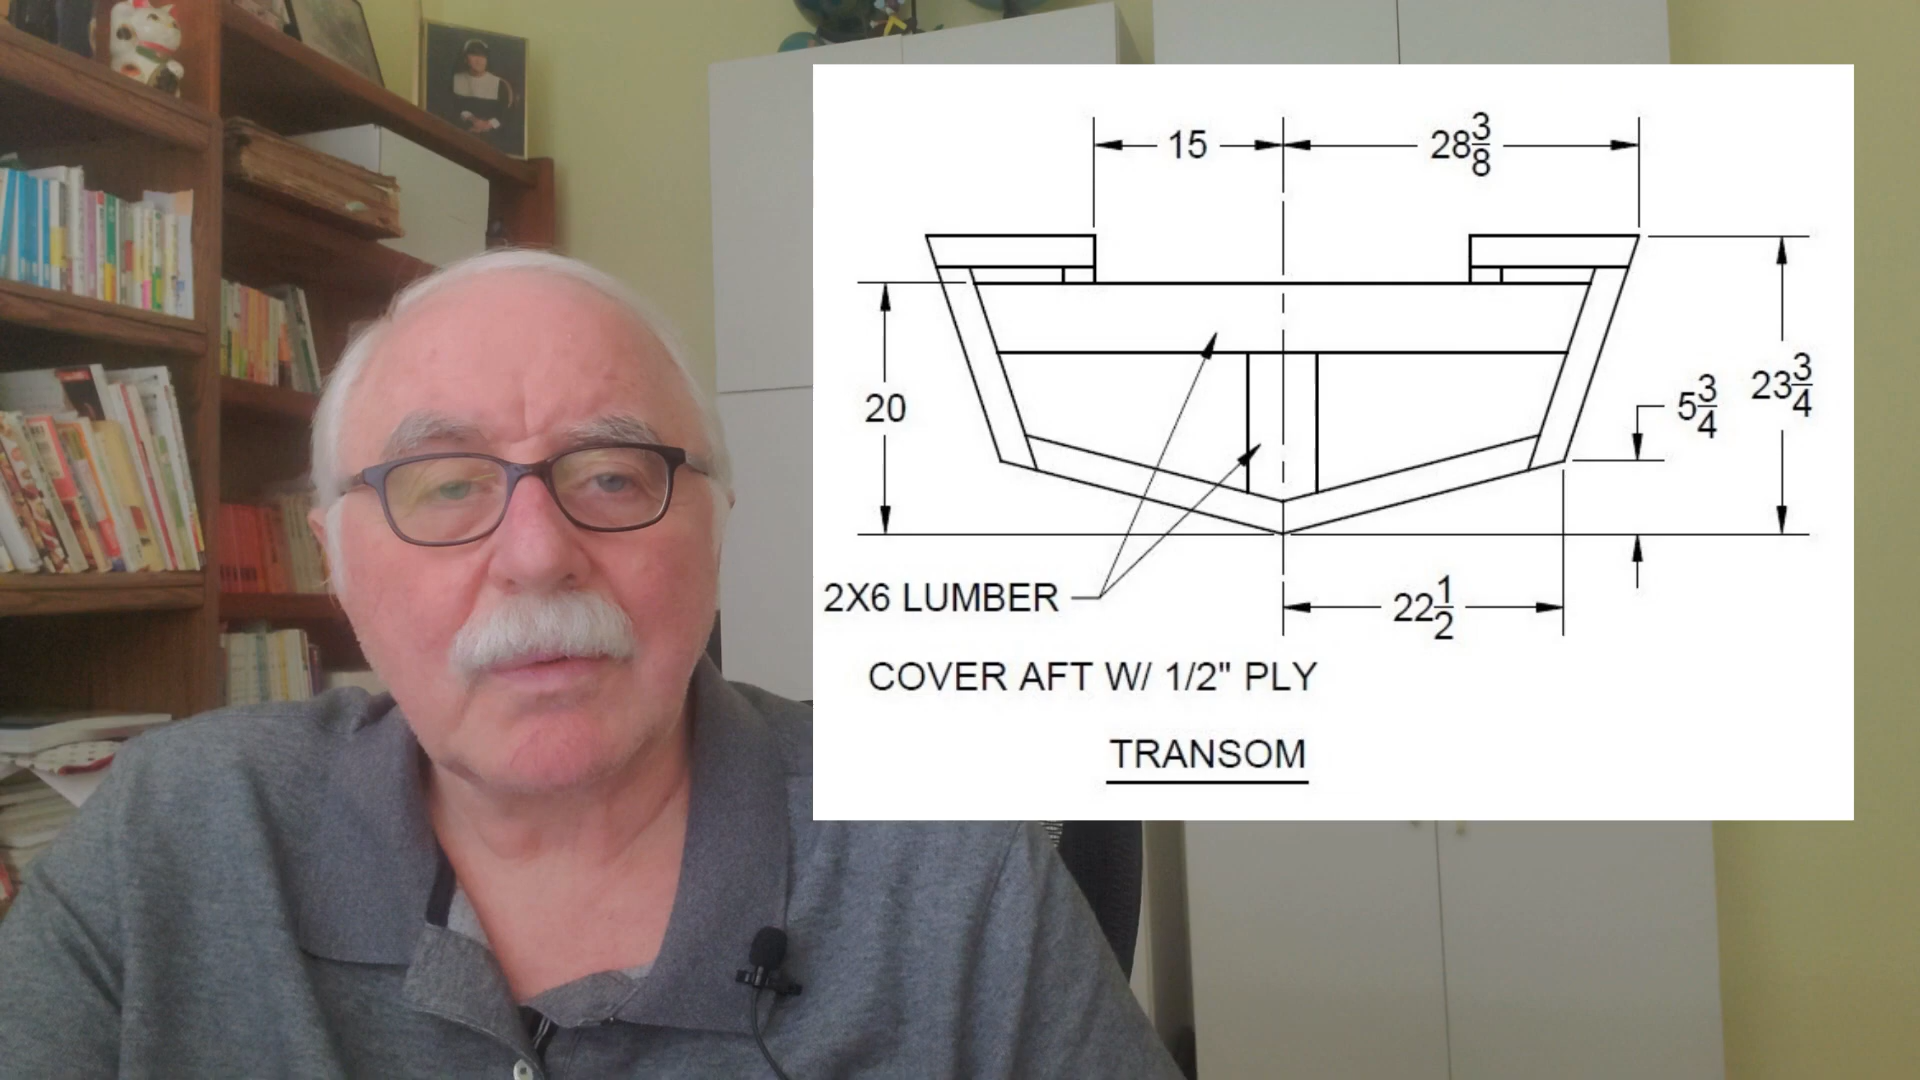 15
28 3/8
20
5 3/4
23 3/4
2X6 LUMBER
22 1/2
COVER AFT W/ 1/2" PLY
TRANSOM